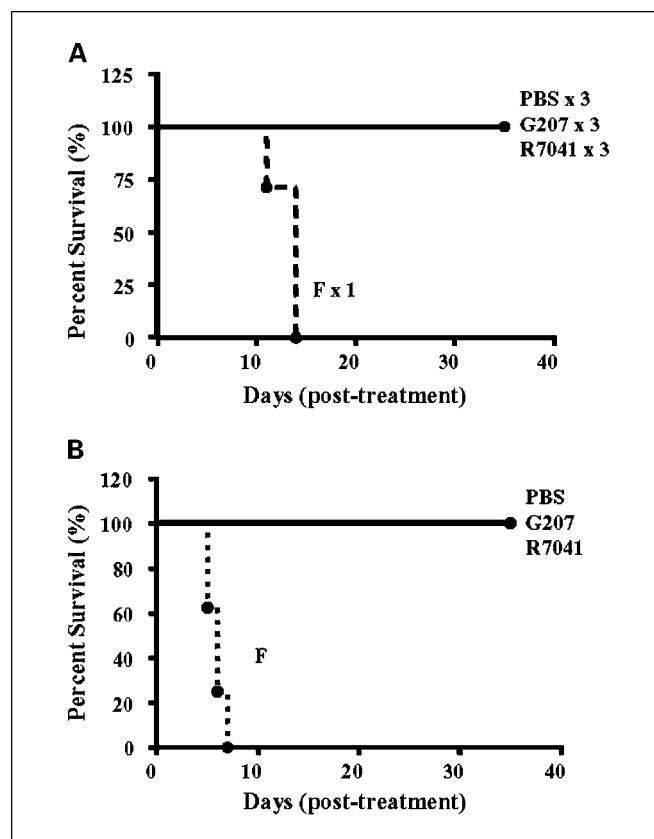 A
125
100
75
50
25
0
Percent Survival (%)
PBS x 3
G207 x 3
R7041 x 3
F x 1
0 10 20 30 40
Days (post-treatment)
B
120
100
80
60
40
20
0
Percent Survival (%)
PBS
G207
R7041
F
0 10 20 30 40
Days (post-treatment)